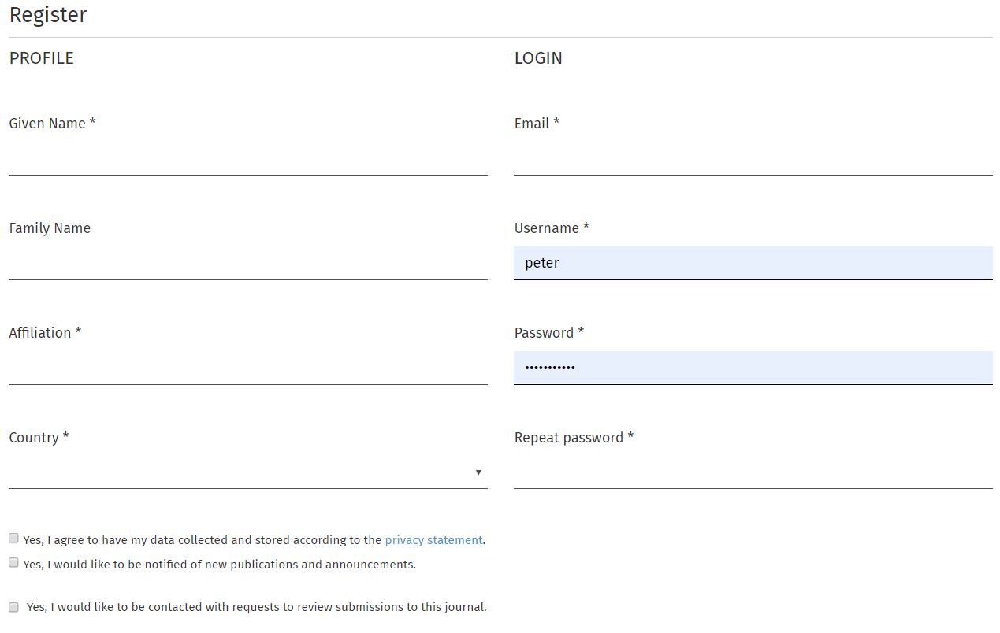 Register
PROFILE
Given Name *
Family Name
Affiliation *
Country *
▼
LOGIN
Email *
Username *
peter
Password *
•••••••••••
Repeat password *
Yes, I agree to have my data collected and stored according to the privacy statement.
Yes, I would like to be notified of new publications and announcements.
Yes, I would like to be contacted with requests to review submissions to this journal.